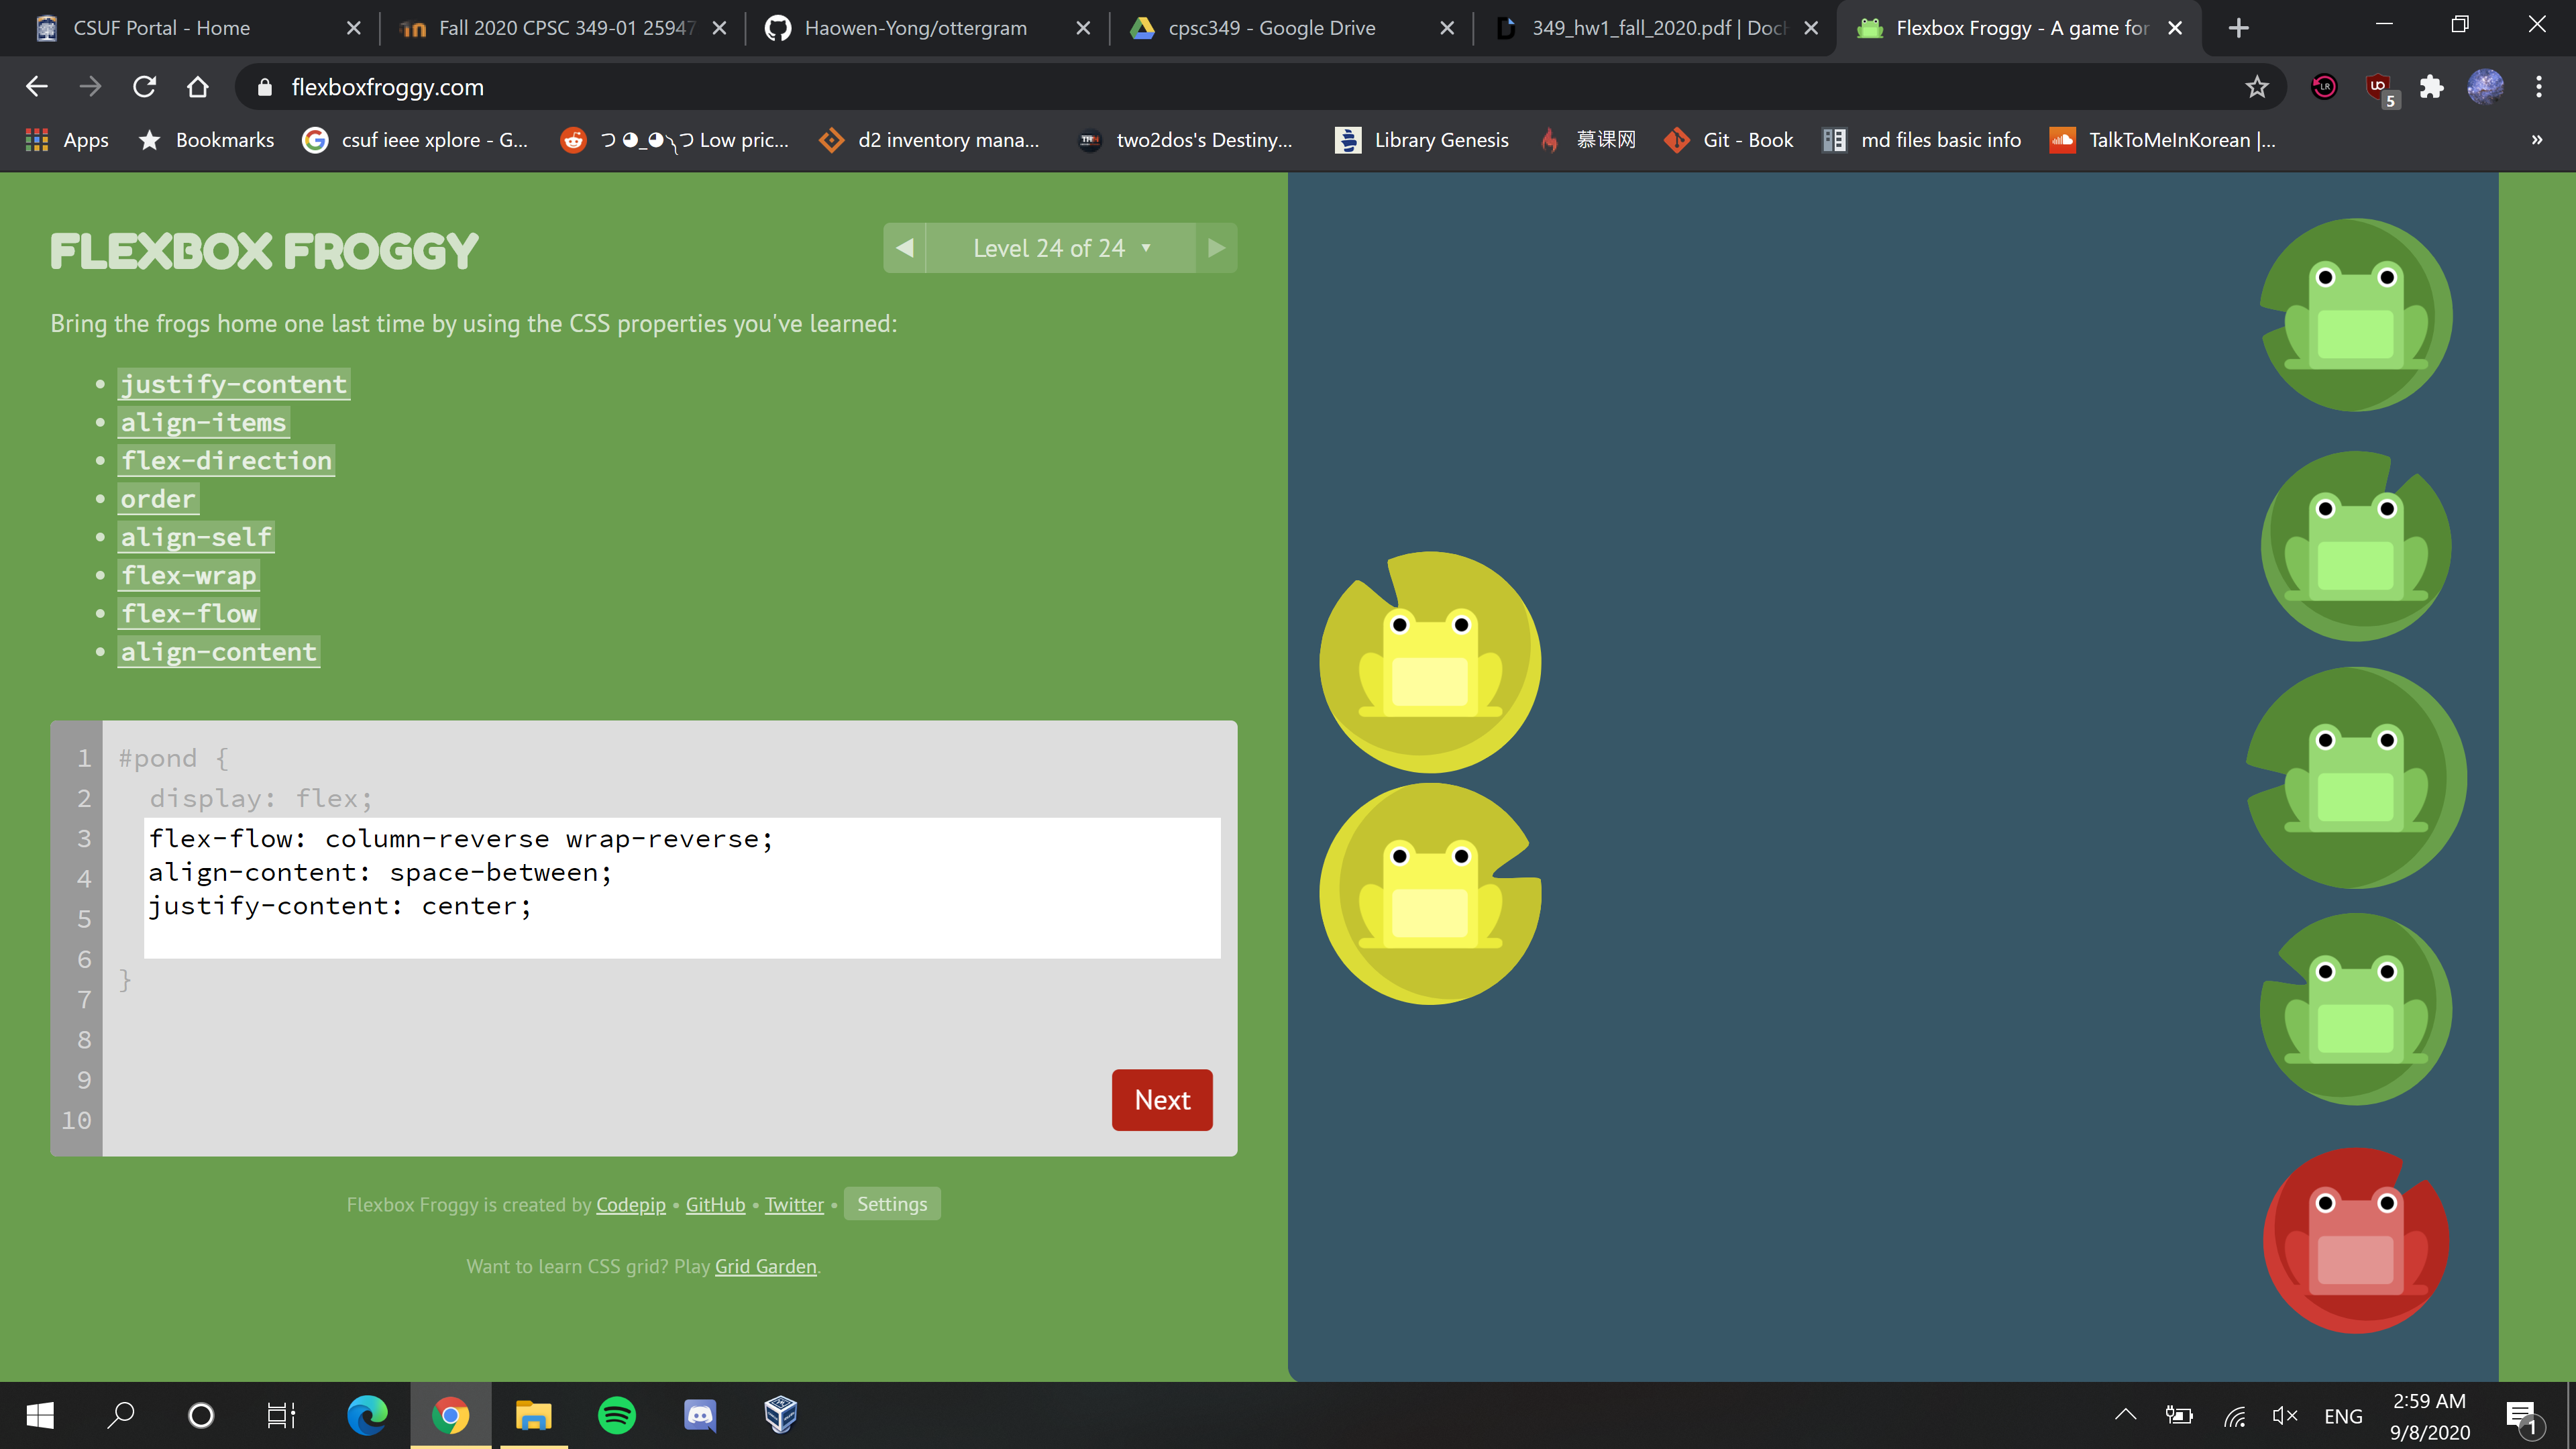 CSUF Portal - Home
Fall 2020 CPSC 349-01 25947
Haowen-Yong/ottergram
cpsc349 - Google Drive
349_hw1_fall_2020.pdf | Doch
Flexbox Froggy - A game for
flexboxfroggy.com
LR
5
Apps
Bookmarks
csuf ieee xplore - G...
Low pric...
d2 inventory mana...
two2dos's Destiny...
Library Genesis
慕课网
Git - Book
md files basic info
TalkToMeInKorean |...
»
FLEXBOX FROGGY
◀ Level 24 of 24 ▼ ▶
Bring the frogs home one last time by using the CSS properties you've learned:
• justify-content
• align-items
• flex-direction
• order
• align-self
• flex-wrap
• flex-flow
• align-content
1 #pond {
2 display: flex;
3 flex-flow: column-reverse wrap-reverse;
4 align-content: space-between;
5 justify-content: center;
6 }
7
8
9
10
Next
Flexbox Froggy is created by Codepip • GitHub • Twitter • Settings
Want to learn CSS grid? Play Grid Garden.
ENG
2:59 AM
9/8/2020
1